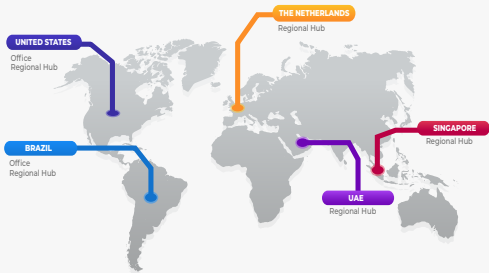 THE NETHERLANDS
Regional Hub
UNITED STATES
Office
Regional Hub
SINGAPORE
Regional Hub
BRAZIL
Office
Regional Hub
UAE
Regional Hub